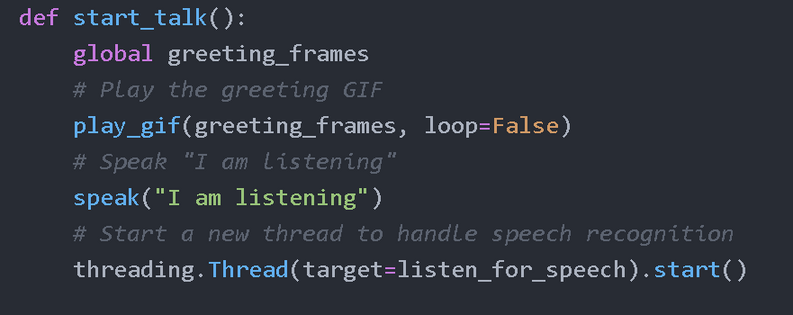 def start_talk():
    global greeting_frames
    # Play the greeting GIF
    play_gif(greeting_frames, loop=False)
    # Speak "I am listening"
    speak("I am listening")
    # Start a new thread to handle speech recognition
    threading.Thread(target=listen_for_speech).start()